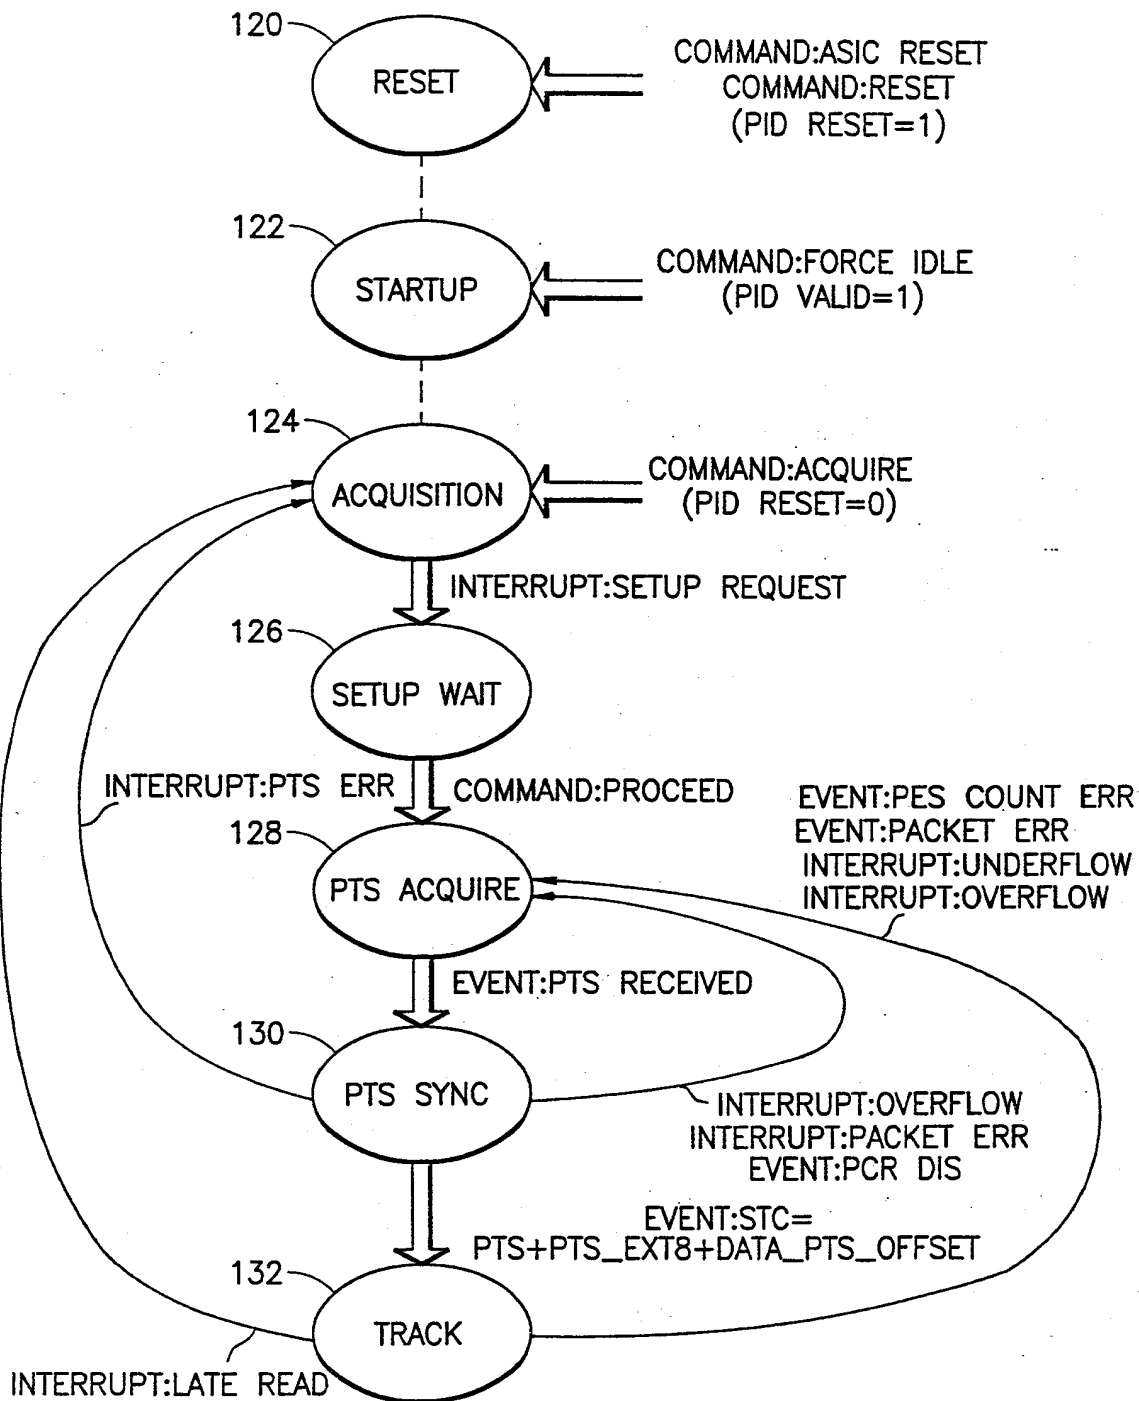 120
RESET
COMMAND:ASIC RESET
COMMAND:RESET
(PID RESET=1)
122
STARTUP
COMMAND:FORCE IDLE
(PID VALID=1)
124
ACQUISITION
COMMAND:ACQUIRE
(PID RESET=0)
INTERRUPT:SETUP REQUEST
126
SETUP WAIT
INTERRUPT:PTS ERR
COMMAND:PROCEED
EVENT:PES COUNT ERR
EVENT:PACKET ERR
INTERRUPT:UNDERFLOW
INTERRUPT:OVERFLOW
128
PTS ACQUIRE
EVENT:PTS RECEIVED
130
PTS SYNC
INTERRUPT:OVERFLOW
INTERRUPT:PACKET ERR
EVENT:PCR DIS
EVENT:STC=
PTS+PTS_EXT8+DATA_PTS_OFFSET
132
TRACK
INTERRUPT:LATE READ